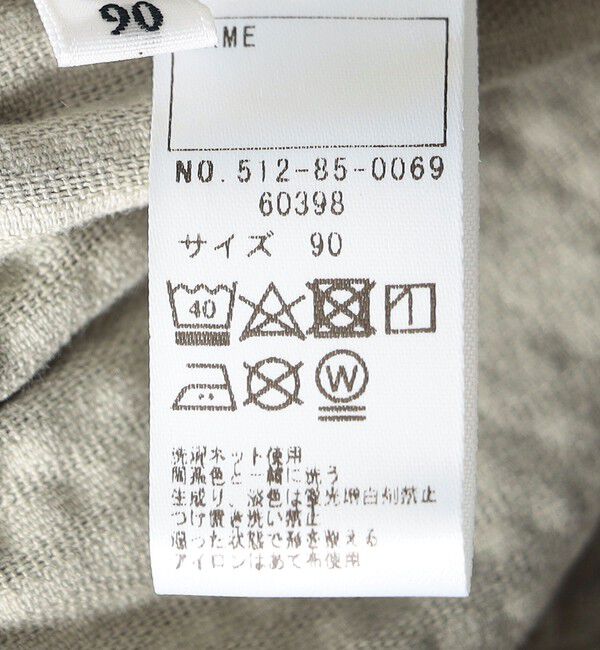 90
NO.512-85-0069
60398
サイズ 90
40
W
洗濯ネット使用
同系色と一緒に洗う
生成り、淡色は蛍光増白剤禁止
つけ置き洗い禁止
湿った状態で形を整える
アイロンはあて布使用